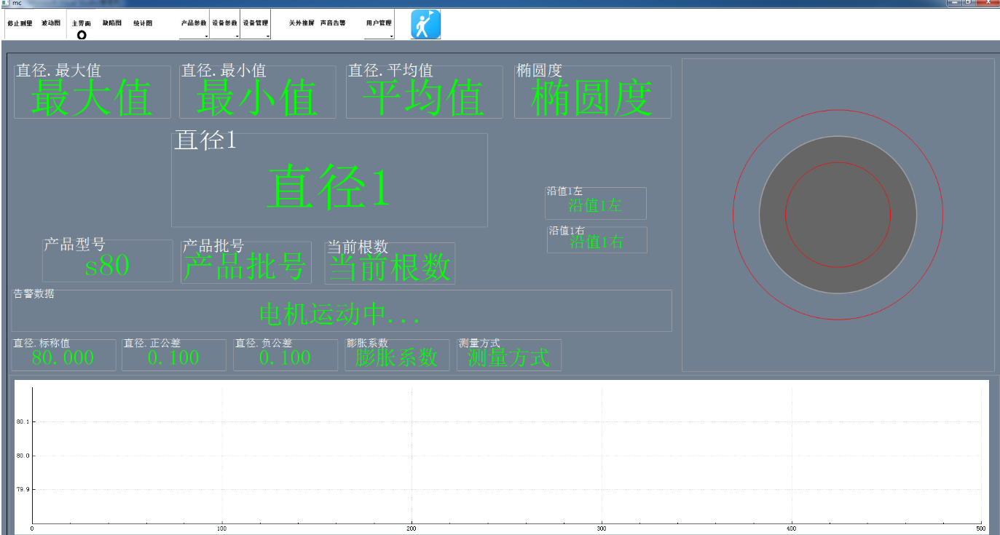 mc
停止测量 波动图 主界面 缺陷图 统计图 产品参数 设备参数 设备管理 关外接屏 声音告警 用户管理
直径.最大值 直径.最小值 直径.平均值 椭圆度
最大值 最小值 平均值 椭圆度
直径1
直径1
沿值1左
沿值1左
沿值1右
沿值1右
产品型号 产品批号 当前根数
s80 产品批号 当前根数
告警数据
电机运动中...
直径.标称值 直径.正公差 直径.负公差 膨胀系数 测量方式
80.000 0.100 0.100 膨胀系数 测量方式
80.1
80.0
79.9
0 100 200 300 400 500